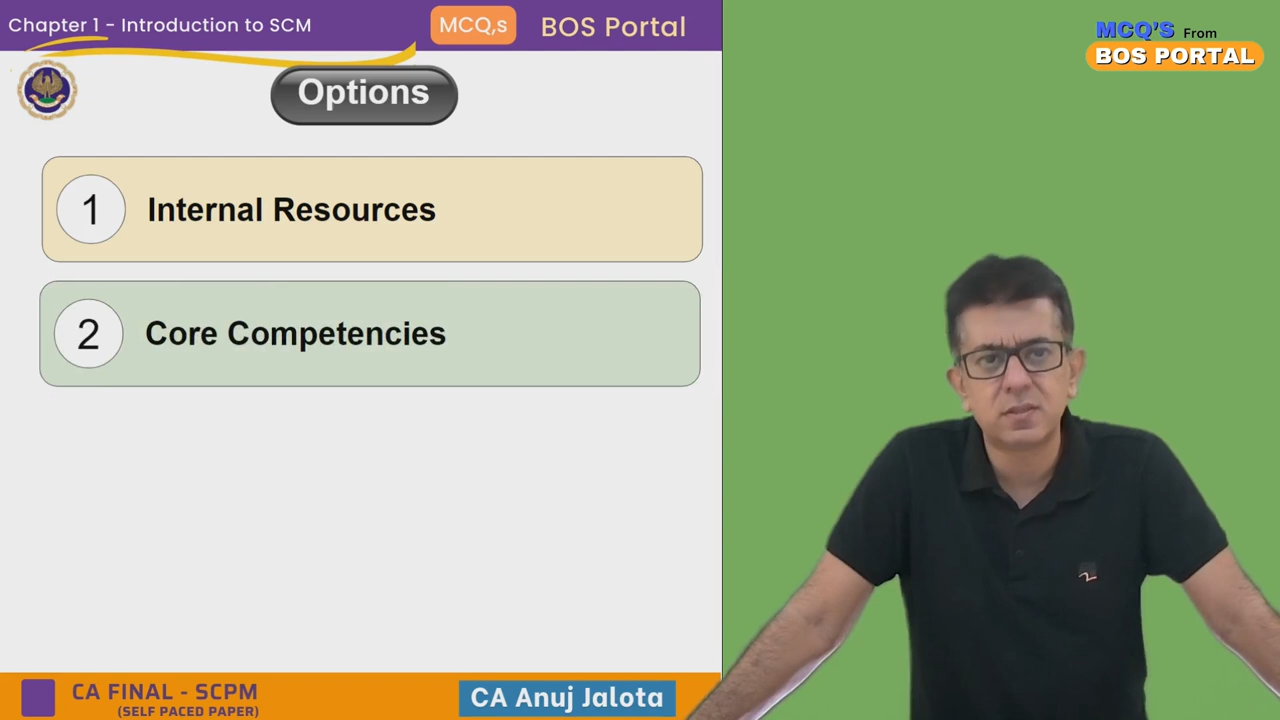 Chapter 1 - Introduction to SCM
MCQ,s
BOS Portal
MCQ'S From
BOS PORTAL
Options
1 Internal Resources
2 Core Competencies
CA FINAL - SCPM
(SELF PACED PAPER)
CA Anuj Jalota